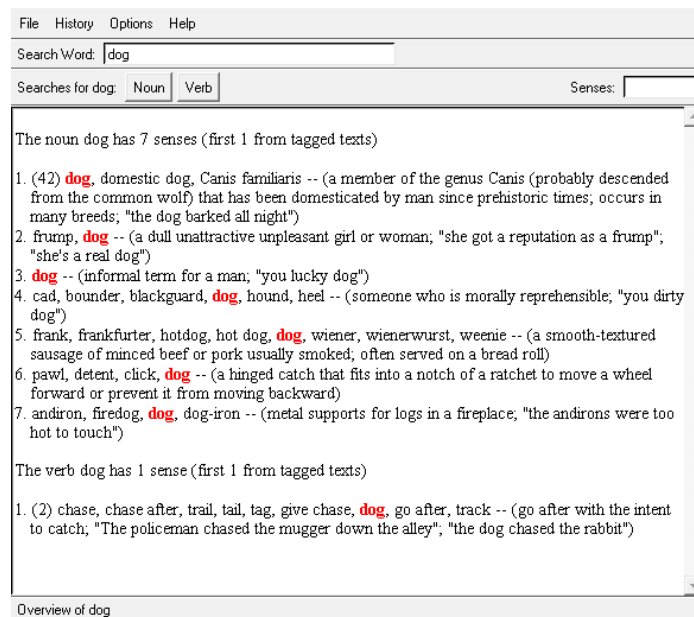 File History Options Help
Search Word: dog
Searches for dog: Noun Verb Senses:
The noun dog has 7 senses (first 1 from tagged texts)
1. (42) dog, domestic dog, Canis familiaris -- (a member of the genus Canis (probably descended
from the common wolf) that has been domesticated by man since prehistoric times; occurs in
many breeds; "the dog barked all night")
2. frump, dog -- (a dull unattractive unpleasant girl or woman; "she got a reputation as a frump";
"she's a real dog")
3. dog -- (informal term for a man; "you lucky dog")
4. cad, bounder, blackguard, dog, hound, heel -- (someone who is morally reprehensible; "you dirty
dog")
5. frank, frankfurter, hotdog, hot dog, dog, wiener, wienerwurst, weenie -- (a smooth-textured
sausage of minced beef or pork usually smoked; often served on a bread roll)
6. pawl, detent, click, dog -- (a hinged catch that fits into a notch of a ratchet to move a wheel
forward or prevent it from moving backward)
7. andiron, firedog, dog, dog-iron -- (metal supports for logs in a fireplace; "the andirons were too
hot to touch")
The verb dog has 1 sense (first 1 from tagged texts)
1. (2) chase, chase after, trail, tail, tag, give chase, dog, go after, track -- (go after with the intent
to catch; "The policeman chased the mugger down the alley"; "the dog chased the rabbit")
Overview of dog